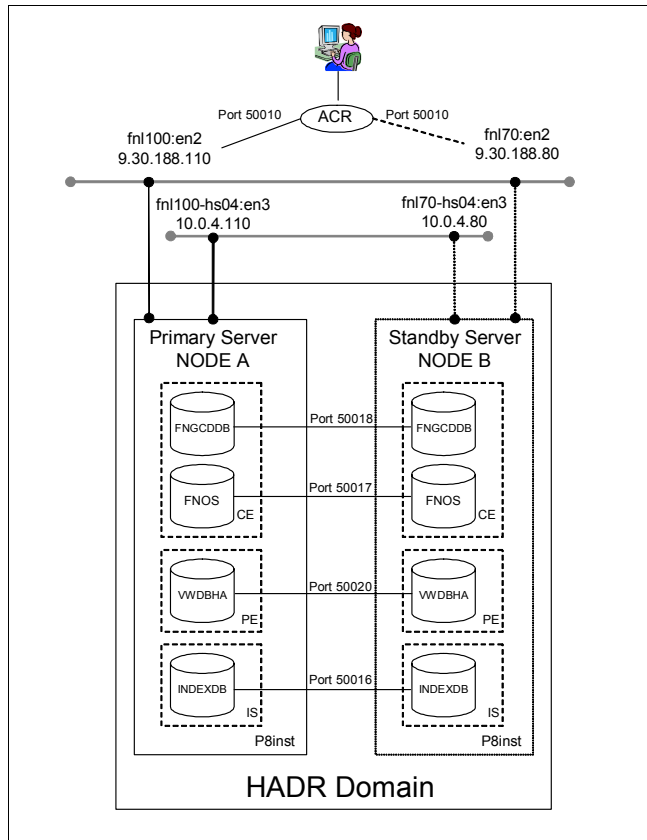 ACR
Port 50010
Port 50010
fnl100:en2
9.30.188.110
fnl70:en2
9.30.188.80
fnl100-hs04:en3
10.0.4.110
fnl70-hs04:en3
10.0.4.80
Primary Server
NODE A
Standby Server
NODE B
FNGCDDB
Port 50018
FNGCDDB
FNOS
Port 50017
FNOS
CE
CE
VWDBHA
Port 50020
VWDBHA
PE
PE
INDEXDB
Port 50016
INDEXDB
IS
IS
P8inst
P8inst
HADR Domain